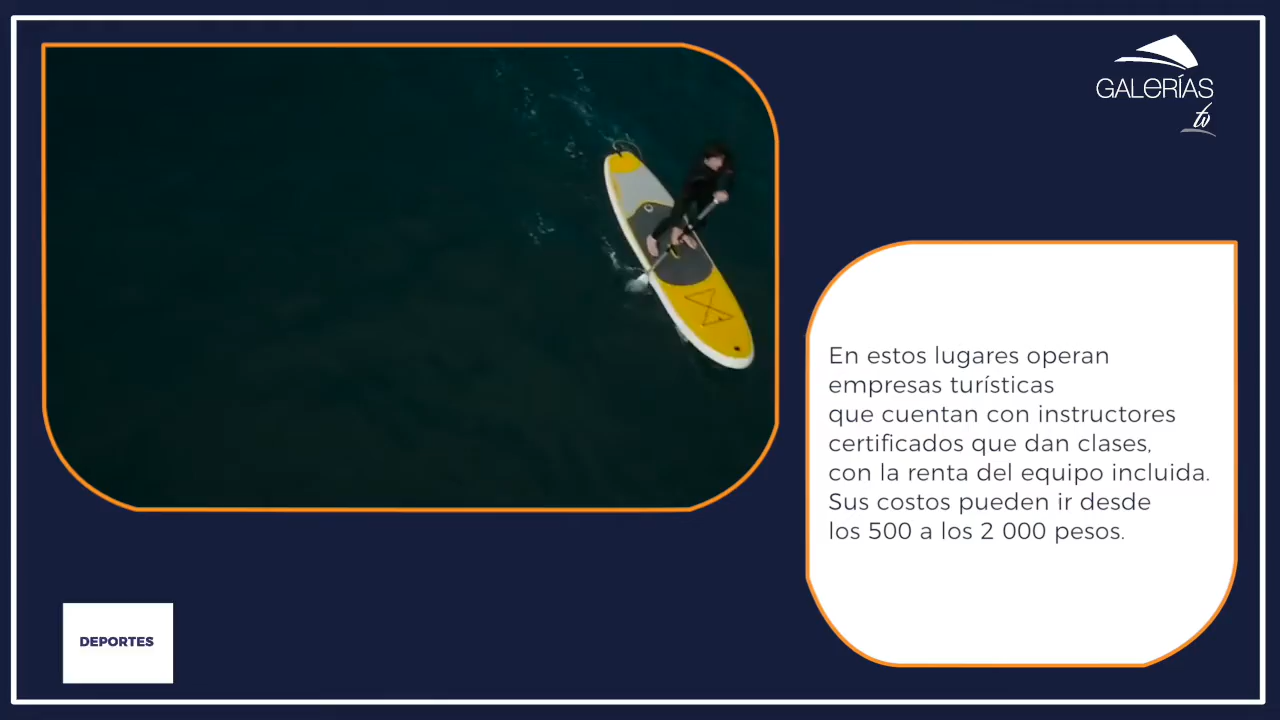 GALERÍAS
tv
En estos lugares operan
empresas turísticas
que cuentan con instructores
certificados que dan clases,
con la renta del equipo incluida.
Sus costos pueden ir desde
los 500 a los 2 000 pesos.
DEPORTES